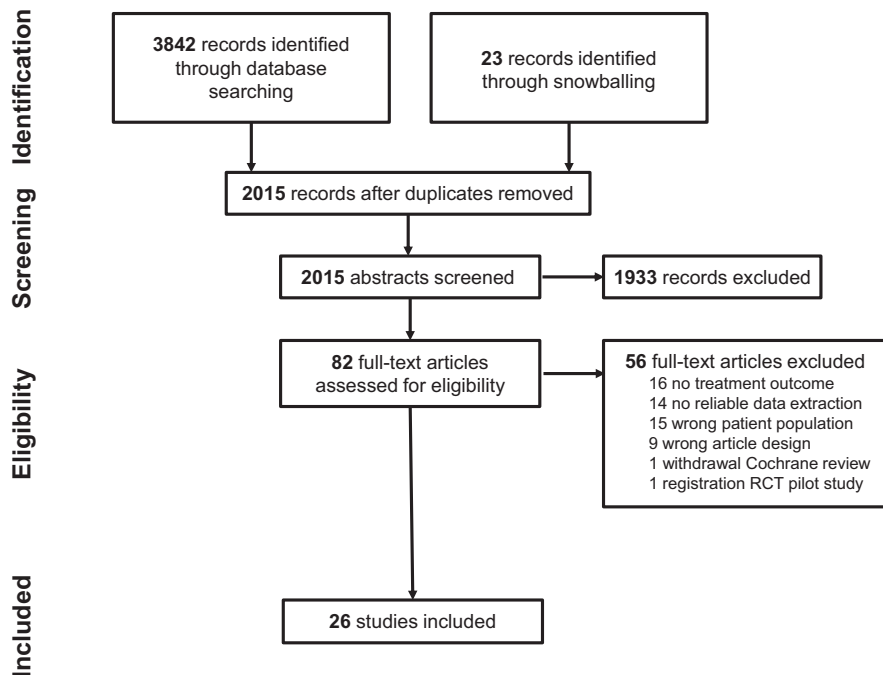 Identification
3842 records identified
through database
searching
23 records identified
through snowballing
Screening
2015 records after duplicates removed
2015 abstracts screened
1933 records excluded
Eligibility
82 full-text articles
assessed for eligibility
56 full-text articles excluded
16 no treatment outcome
14 no reliable data extraction
15 wrong patient population
9 wrong article design
1 withdrawal Cochrane review
1 registration RCT pilot study
Included
26 studies included